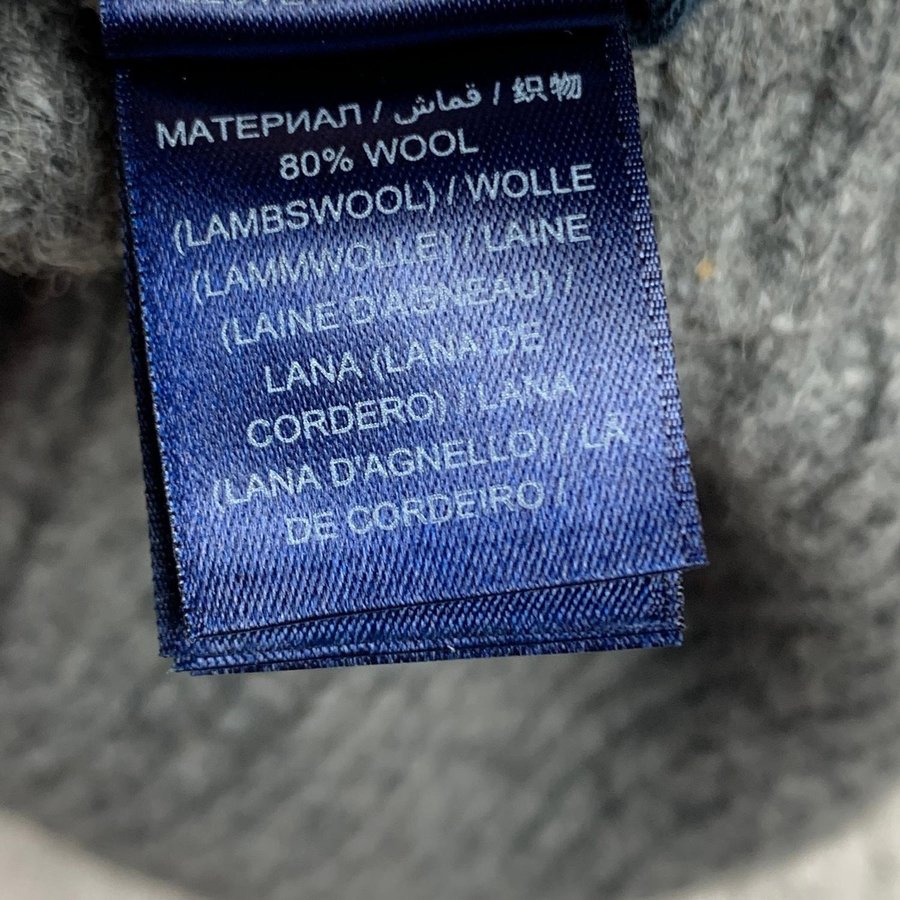 МАТЕРИАЛ / قماش / 织物
80% WOOL
(LAMBSWOOL) / WOLLE
(LAMMWOLLE) / LAINE
(LAINE D'AGNEAU) /
LANA (LANA DE
CORDERO) / LANA
(LANA D'AGNELLO) / LÃ
DE CORDEIRO /